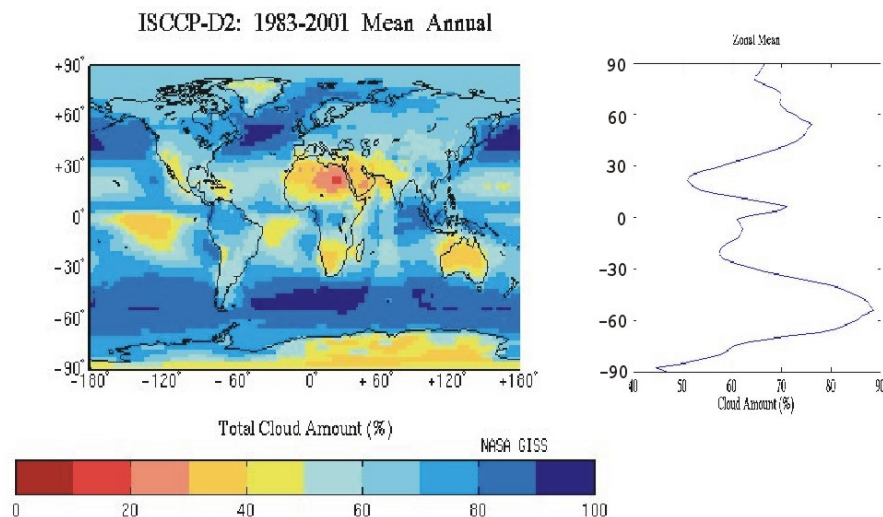 ISCCP-D2: 1983-2001 Mean Annual
+90°
+60°
+30°
0°
-30°
-60°
-90°
-180° -120° -60° 0° +60° +120° +180°
Total Cloud Amount (%)
NASA GISS
0 20 40 60 80 100
Zonal Mean
90
60
30
0
-30
-60
-90
40 50 60 70 80 90
Cloud Amount (%)